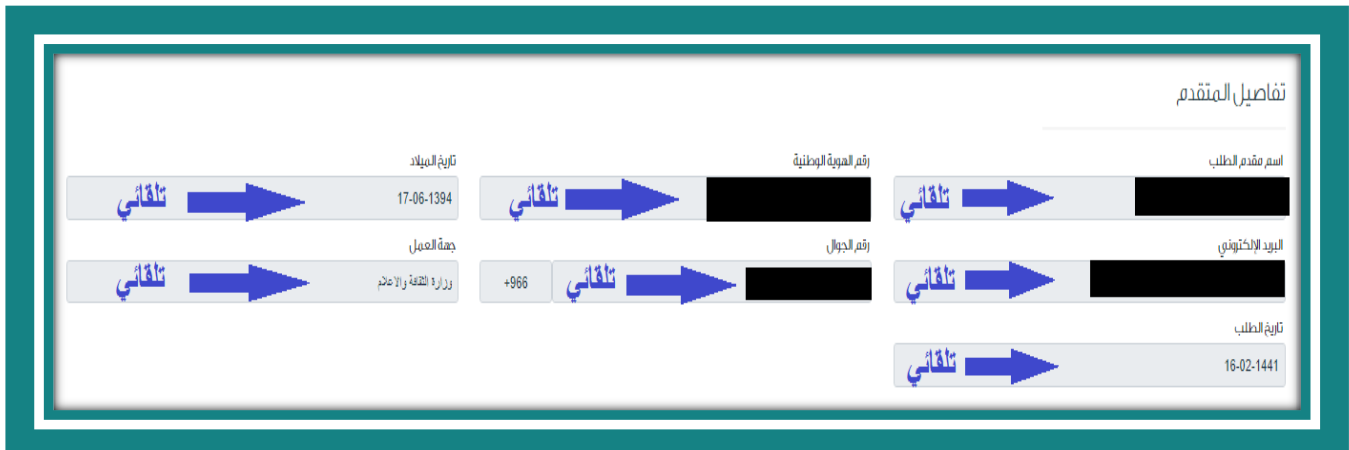 تفاصيل المتقدم
اسم مقدم الطلب
رقم الهوية الوطنية
تاريخ الميلاد
تلقائي
تلقائي
17-06-1394 تلقائي
البريد الإلكتروني
رقم الجوال
جهة العمل
تلقائي
تلقائي +966
وزارة الثقافة والاعلام تلقائي
تاريخ الطلب
16-02-1441 تلقائي